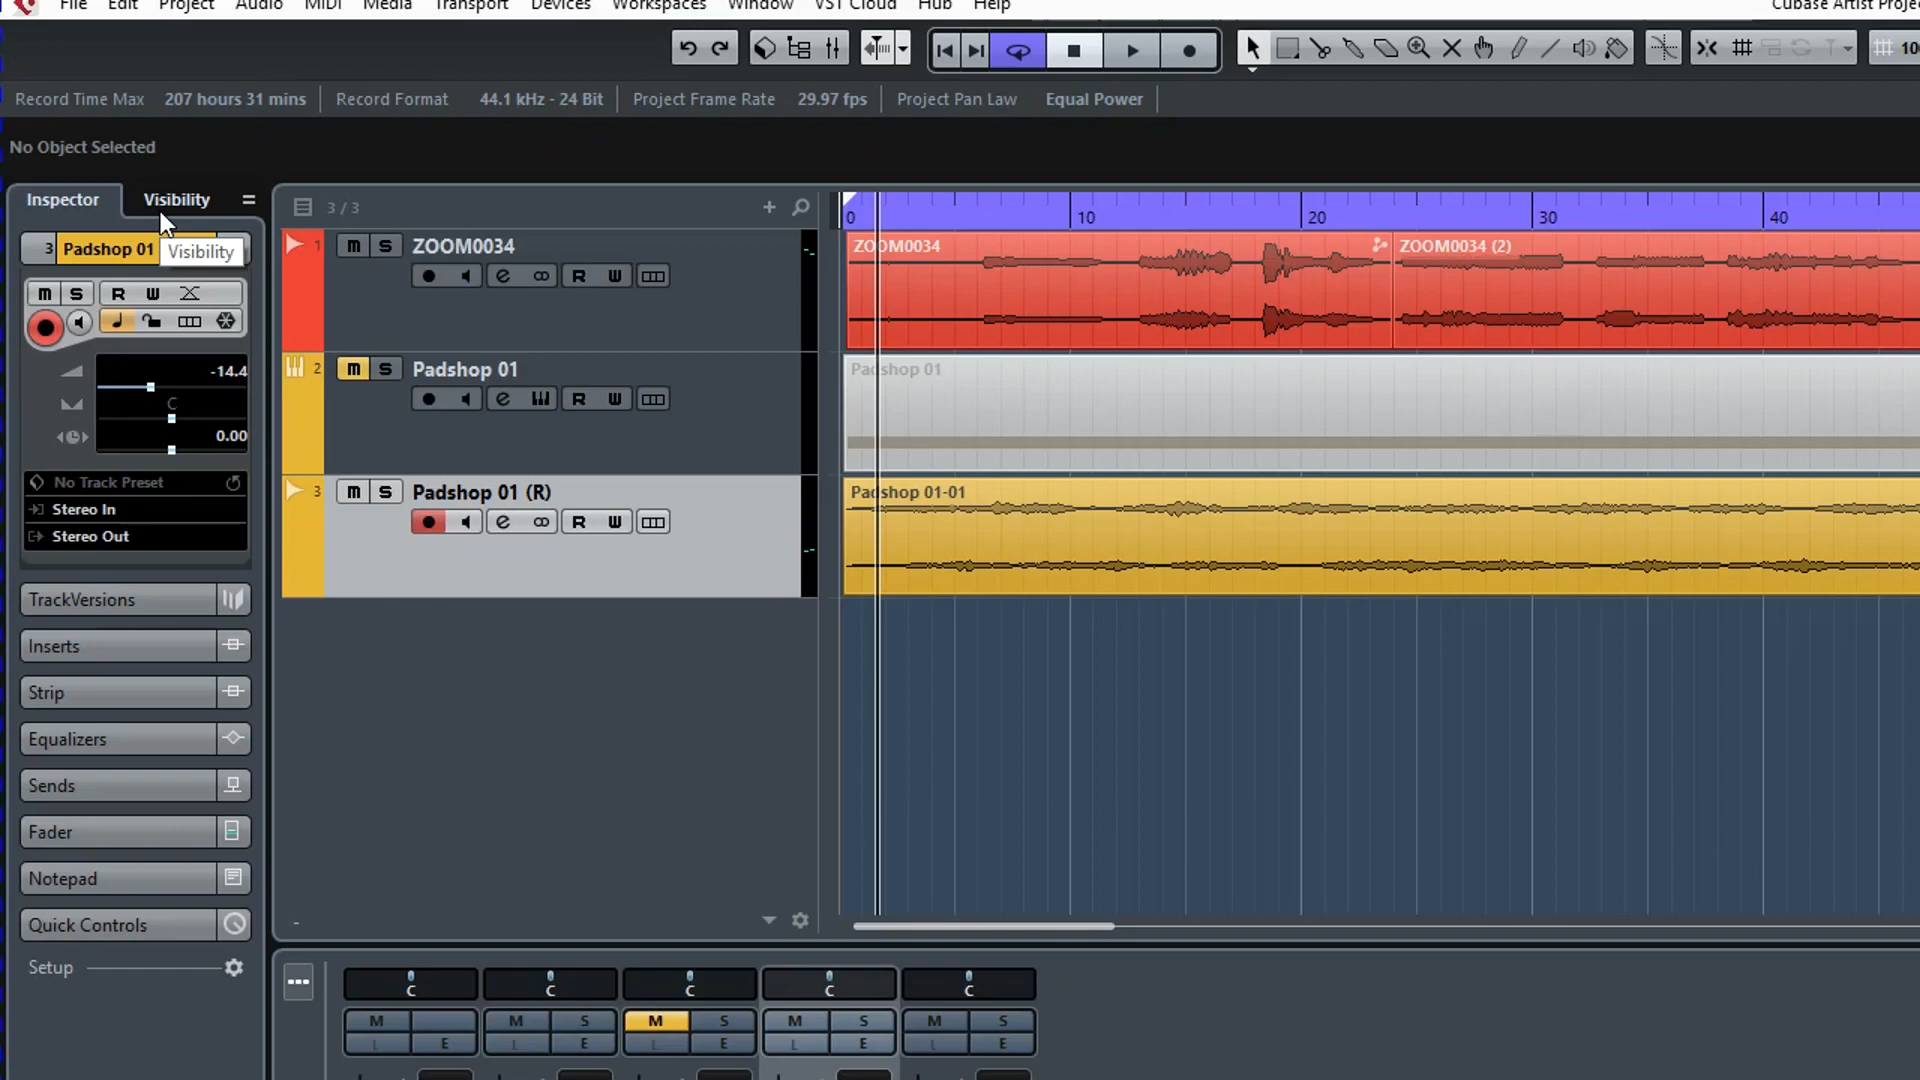 File Edit Project Audio MIDI Media Transport Devices Workspaces Window VST Cloud Hub Help Cubase Artist Proje
Record Time Max 207 hours 31 mins Record Format 44.1 kHz - 24 Bit Project Frame Rate 29.97 fps Project Pan Law Equal Power
No Object Selected
Inspector Visibility
3 Padshop 01
Visibility
M S R W
-14.4
C
0.00
No Track Preset
Stereo In
Stereo Out
TrackVersions
Inserts
Strip
Equalizers
Sends
Fader
Notepad
Quick Controls
Setup
3 / 3
1 m S ZOOM0034
e R W
2 m S Padshop 01
e R W
3 m S Padshop 01 (R)
e R W
0 10 20 30 40
ZOOM0034 ZOOM0034 (2)
Padshop 01
Padshop 01-01
C C C C C
M M S M S M S M S
L E L E L E L E L E